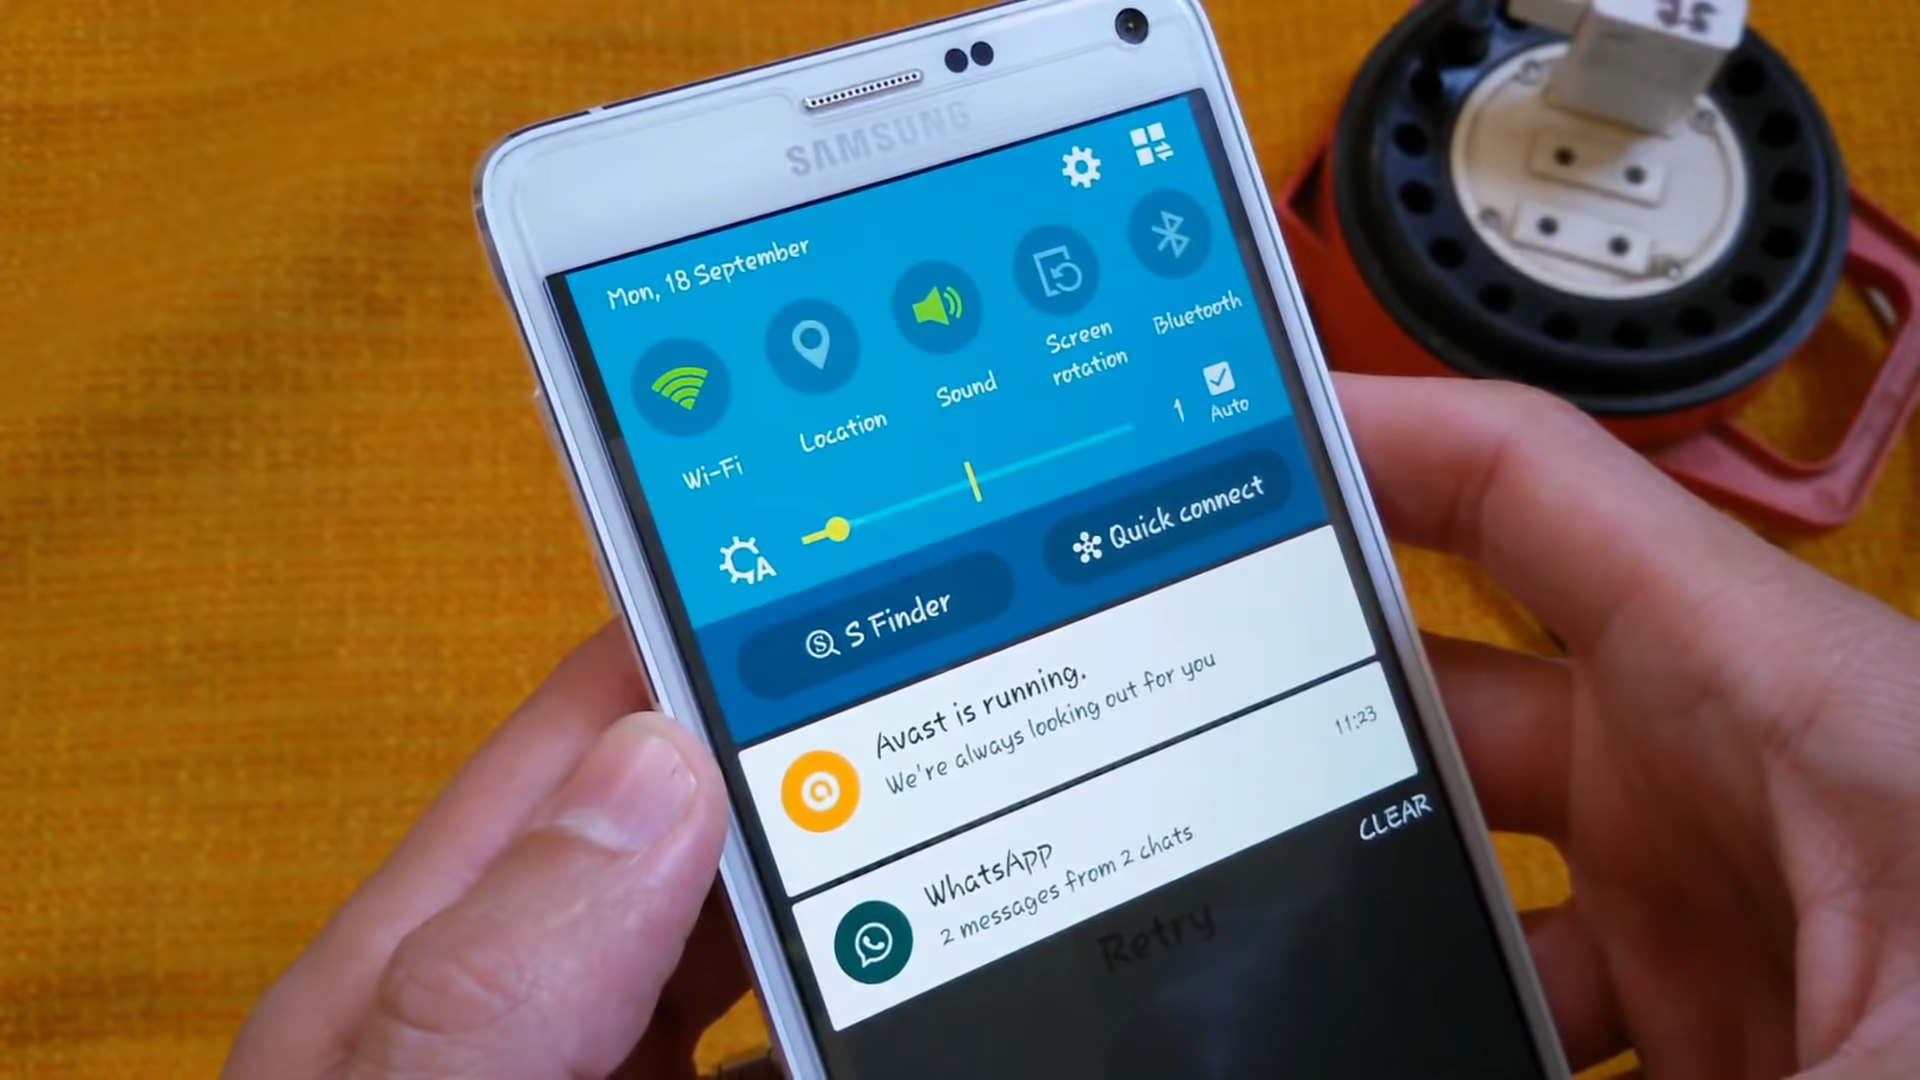 SAMSUNG
Mon, 18 September
Wi-Fi
Location
Sound
Screen
rotation
Bluetooth
1
Auto
S Finder
Quick connect
Avast is running.
We're always looking out for you
WhatsApp
11:23
2 messages from 2 chats
CLEAR
Retry